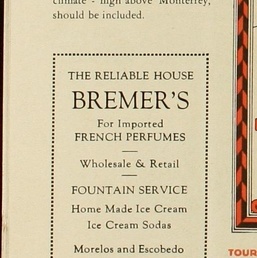 climate - high above Monterrey,
should be included.
THE RELIABLE HOUSE
BREMER'S
For Imported
FRENCH PERFUMES
Wholesale & Retail
FOUNTAIN SERVICE
Home Made Ice Cream
Ice Cream Sodas
Morelos and Escobedo
TOUR